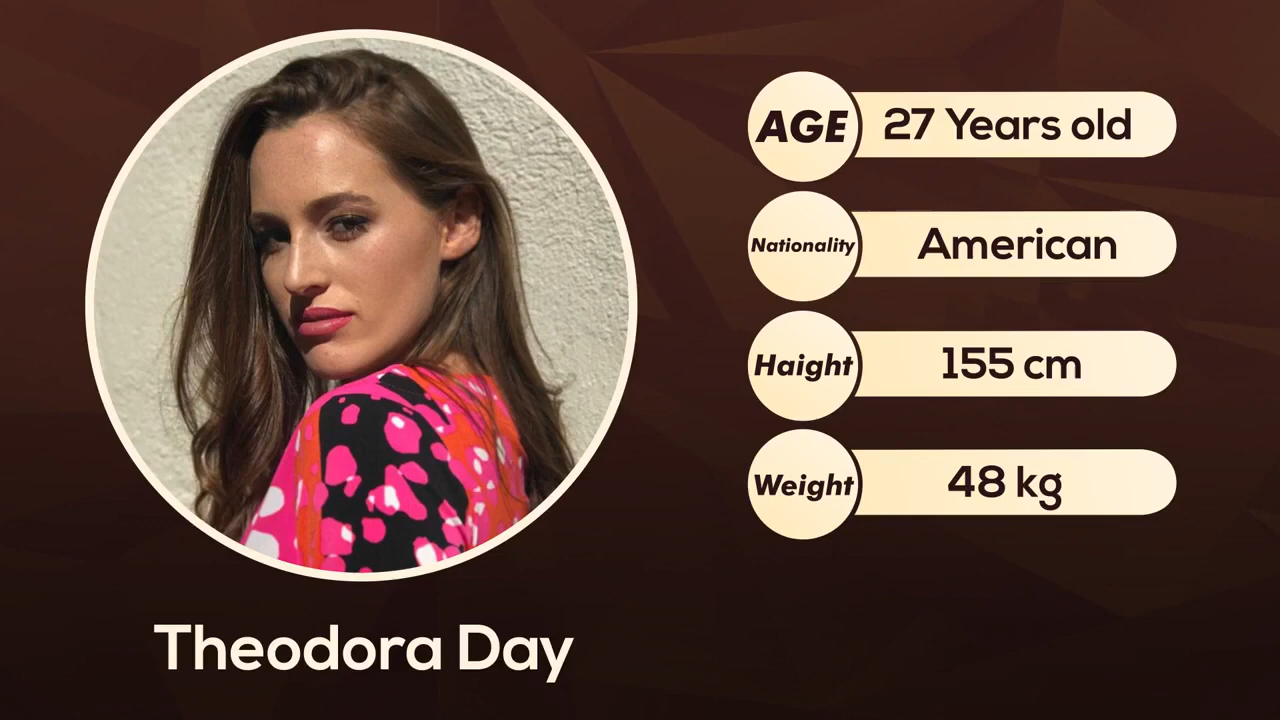 AGE 27 Years old
Nationality American
Haight 155 cm
Weight 48 kg
Theodora Day